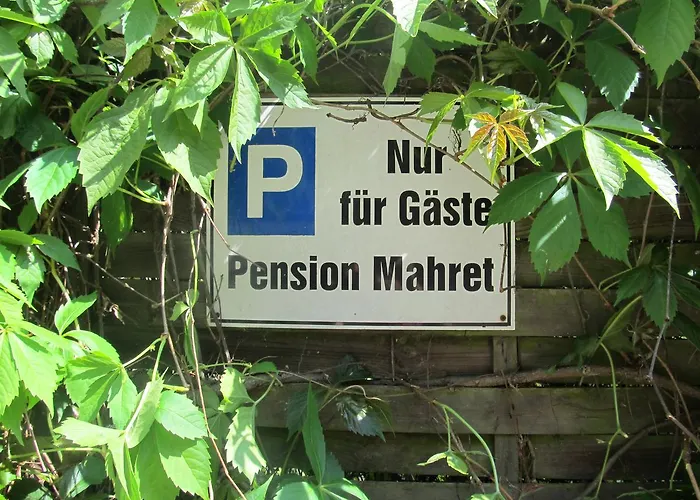 P
Nur
für Gäste
Pension Mahret